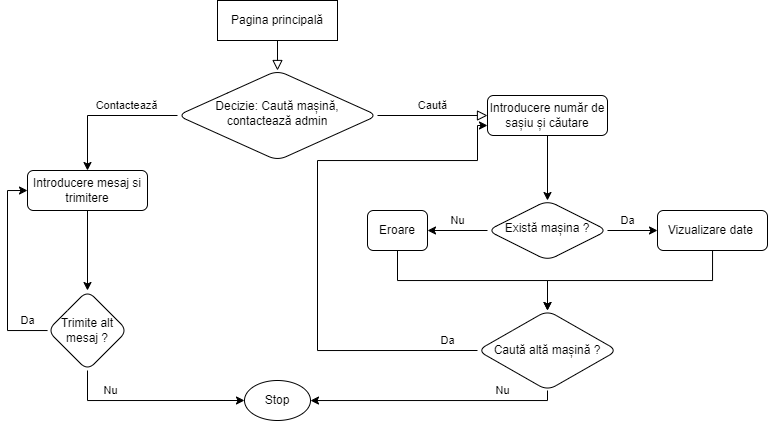 Pagina principală
Decizie: Caută mașină,
contactează admin
Contactează
Caută
Introducere număr de
sașiu și căutare
Introducere mesaj si
trimitere
Eroare
Nu
Există mașina ?
Da
Vizualizare date
Da
Trimite alt
mesaj ?
Da
Caută altă mașină ?
Nu
Stop
Nu